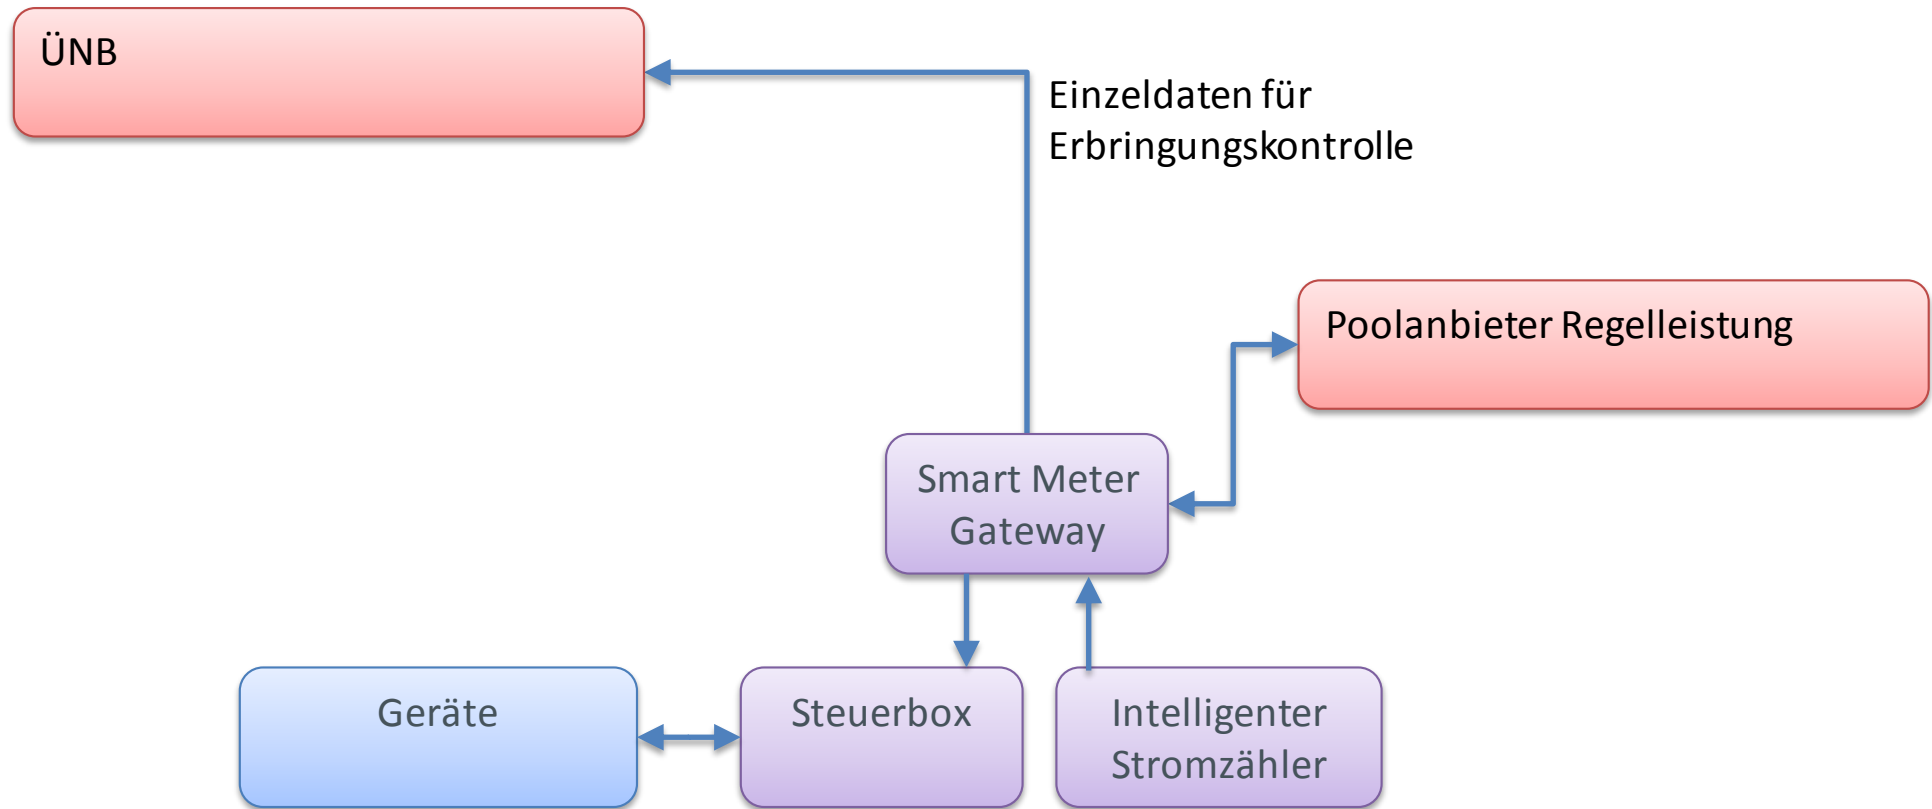 ÜNB
Einzeldaten für
Erbringungskontrolle
Poolanbieter Regelleistung
Smart Meter
Gateway
Geräte
Steuerbox
Intelligenter
Stromzähler